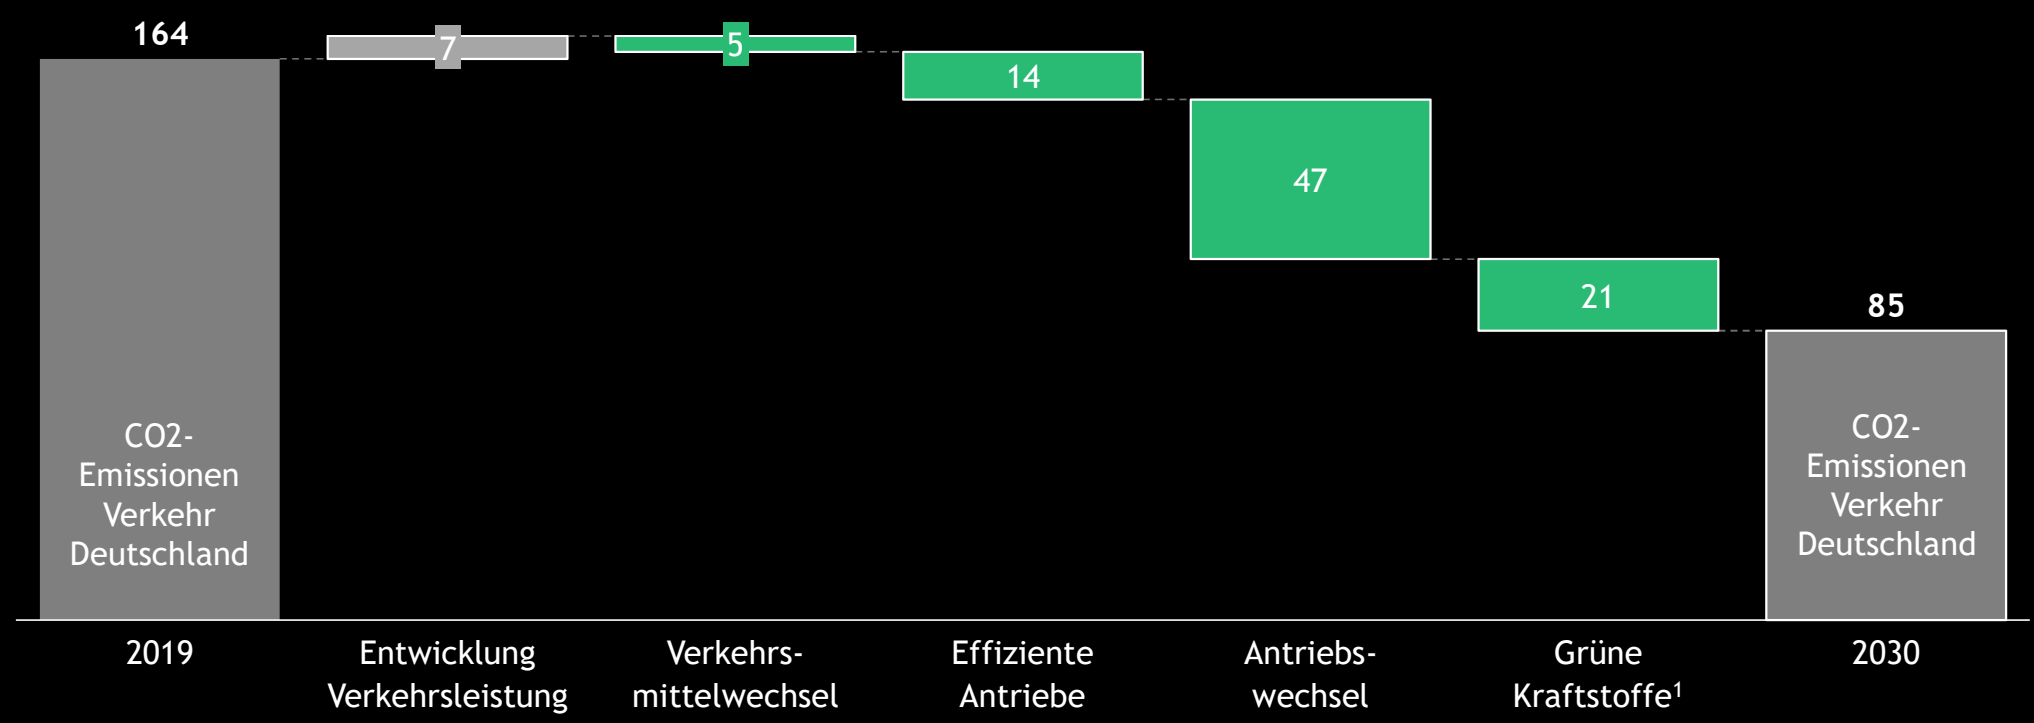 164
7
5
14
47
21
85
CO2-
Emissionen
Verkehr
Deutschland
CO2-
Emissionen
Verkehr
Deutschland
2019
Entwicklung
Verkehrsleistung
Verkehrs-
mittelwechsel
Effiziente
Antriebe
Antriebs-
wechsel
Grüne
Kraftstoffe¹
2030